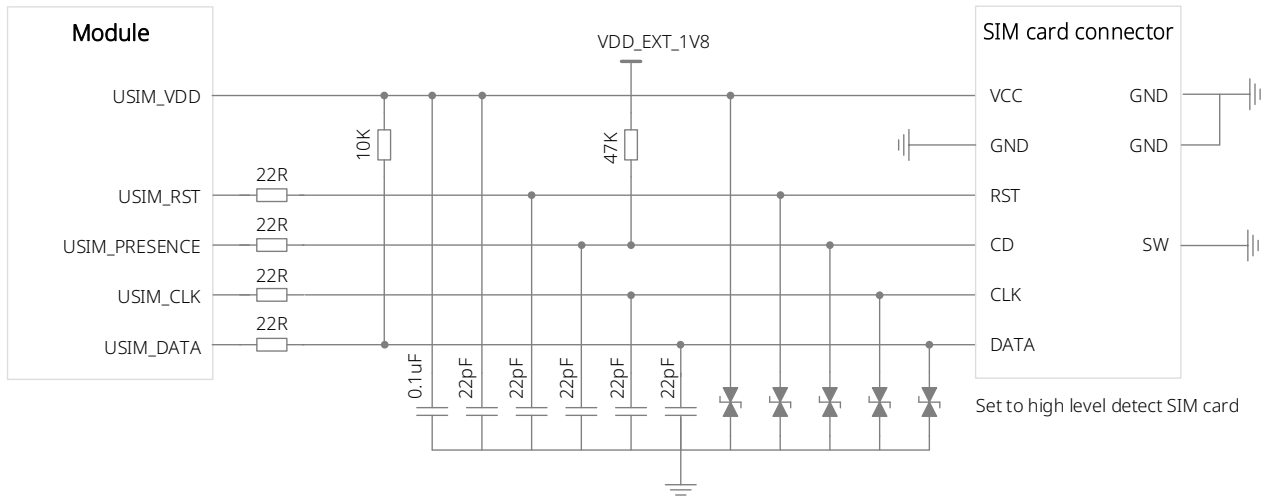 Module
SIM card connector
VDD_EXT_1V8
USIM_VDD
VCC
GND
10K
47K
GND
GND
22R
USIM_RST
RST
22R
USIM_PRESENCE
CD
SW
22R
USIM_CLK
CLK
22R
USIM_DATA
DATA
0.1uF
22pF
22pF
22pF
22pF
22pF
Set to high level detect SIM card